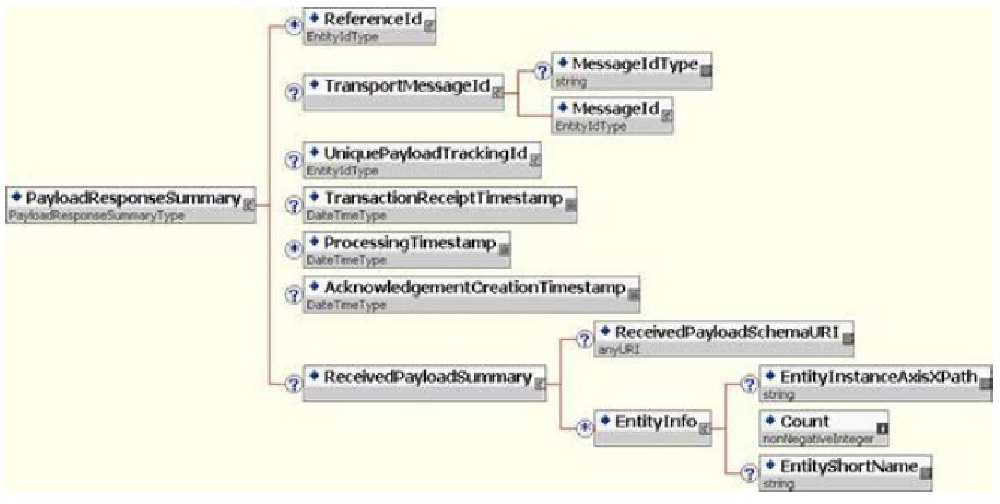 * ReferenceId
EntityIdType
? TransportMessageId
? MessageIdType
string
MessageId
EntityIdType
? UniquePayloadTrackingId
EntityIdType
PayloadResponseSummary
PayloadResponseSummaryType
? TransactionReceiptTimestamp
DateTimeType
* ProcessingTimestamp
DateTimeType
? AcknowledgementCreationTimestamp
DateTimeType
? ReceivedPayloadSchemaURI
anyURI
? ReceivedPayloadSummary
? EntityInstanceAxisXPath
string
* EntityInfo
Count
nonNegativeInteger
? EntityShortName
string